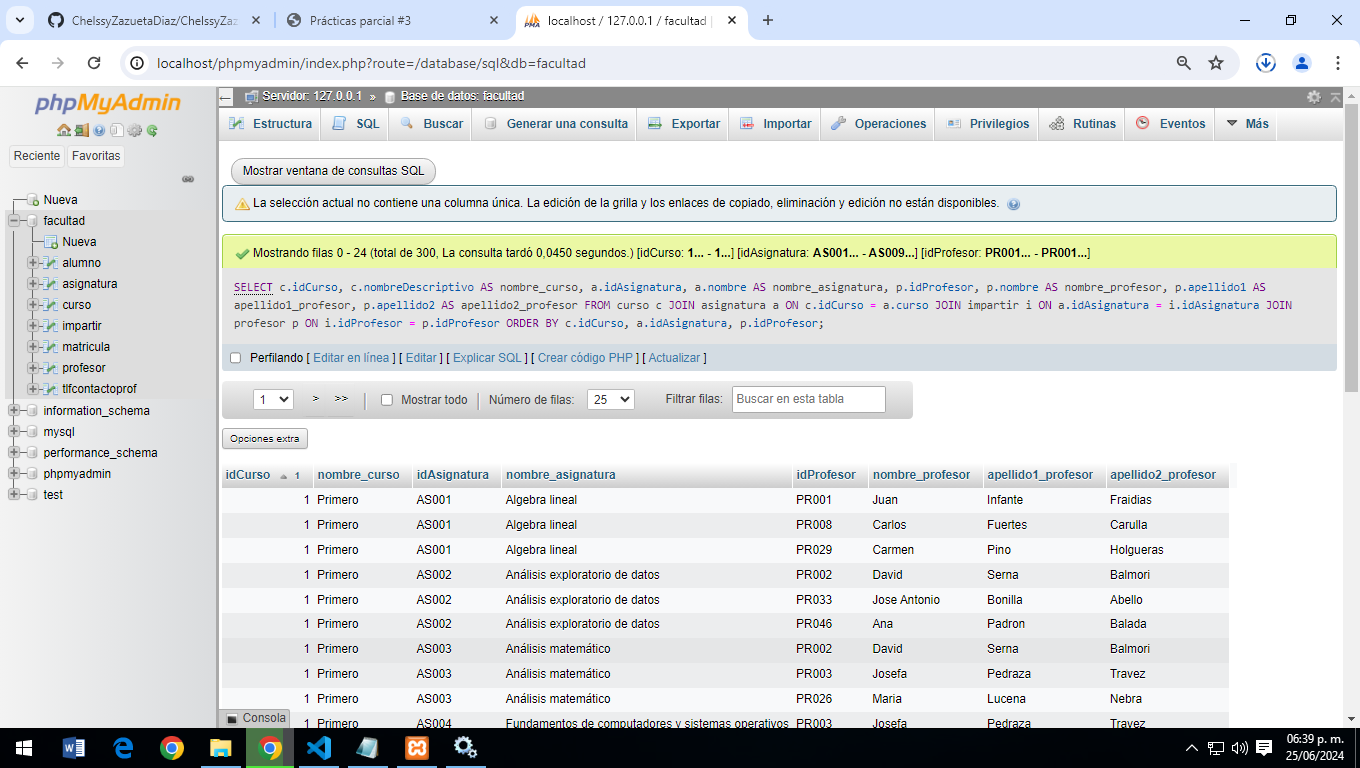 ChelssyZazuetaDiaz/ChelssyZaz
Prácticas parcial #3
localhost / 127.0.0.1 / facultad |
localhost/phpmyadmin/index.php?route=/database/sql&db=facultad
phpMyAdmin
Reciente
Favoritas
Nueva
facultad
Nueva
alumno
asignatura
curso
impartir
matricula
profesor
tlfcontactoprof
information_schema
mysql
performance_schema
phpmyadmin
test
Servidor: 127.0.0.1 » Base de datos: facultad
Estructura SQL Buscar Generar una consulta Exportar Importar Operaciones Privilegios Rutinas Eventos Más
Mostrar ventana de consultas SQL
La selección actual no contiene una columna única. La edición de la grilla y los enlaces de copiado, eliminación y edición no están disponibles.
Mostrando filas 0 - 24 (total de 300, La consulta tardó 0,0450 segundos.) [idCurso: 1... - 1...] [idAsignatura: AS001... - AS009...] [idProfesor: PR001... - PR001...]
SELECT c.idCurso, c.nombreDescriptivo AS nombre_curso, a.idAsignatura, a.nombre AS nombre_asignatura, p.idProfesor, p.nombre AS nombre_profesor, p.apellido1 AS
apellido1_profesor, p.apellido2 AS apellido2_profesor FROM curso c JOIN asignatura a ON c.idCurso = a.curso JOIN impartir i ON a.idAsignatura = i.idAsignatura JOIN
profesor p ON i.idProfesor = p.idProfesor ORDER BY c.idCurso, a.idAsignatura, p.idProfesor;
Perfilando [ Editar en línea ] [ Editar ] [ Explicar SQL ] [ Crear código PHP ] [ Actualizar ]
1 > >> | Mostrar todo | Número de filas: 25 Filtrar filas: Buscar en esta tabla
Opciones extra
idCurso 1 nombre_curso idAsignatura nombre_asignatura idProfesor nombre_profesor apellido1_profesor apellido2_profesor
1 Primero AS001 Algebra lineal PR001 Juan Infante Fraidias
1 Primero AS001 Algebra lineal PR008 Carlos Fuertes Carulla
1 Primero AS001 Algebra lineal PR029 Carmen Pino Holgueras
1 Primero AS002 Análisis exploratorio de datos PR002 David Serna Balmori
1 Primero AS002 Análisis exploratorio de datos PR033 Jose Antonio Bonilla Abello
1 Primero AS002 Análisis exploratorio de datos PR046 Ana Padron Balada
1 Primero AS003 Análisis matemático PR002 David Serna Balmori
1 Primero AS003 Análisis matemático PR003 Josefa Pedraza Travez
1 Primero AS003 Análisis matemático PR026 Maria Lucena Nebra
1 Primero AS004 Fundamentos de computadores y sistemas operativos PR003 Josefa Pedraza Travez
Consola
06:39 p. m.
25/06/2024